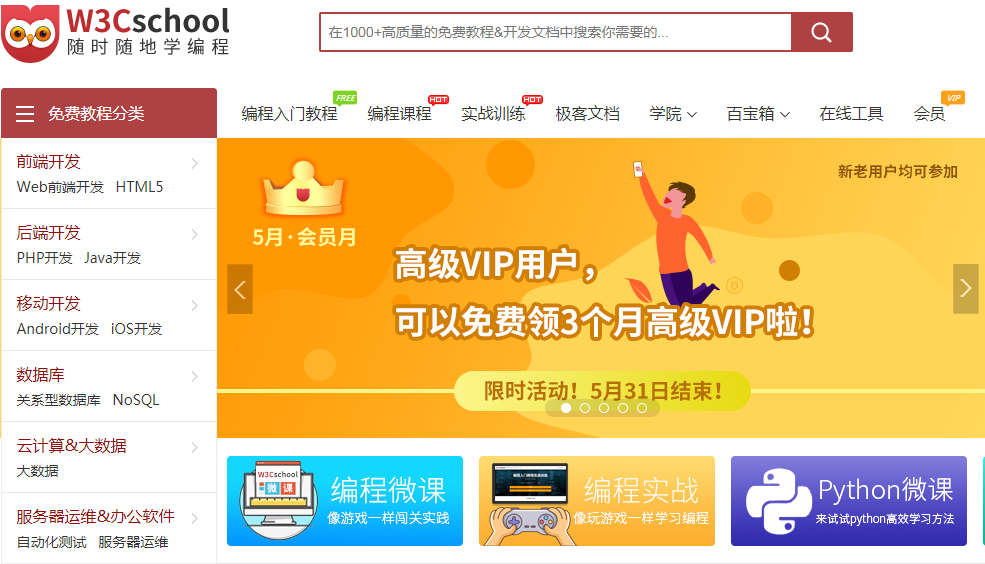 W3Cschool
随时随地学编程
在1000+高质量的免费教程&开发文档中搜索你需要的...
免费教程分类
编程入门教程 FREE 编程课程 HOT 实战训练 HOT 极客文档 学院 百宝箱 在线工具 会员 VIP
前端开发
Web前端开发 HTML5
后端开发
PHP开发 Java开发
移动开发
Android开发 iOS开发
数据库
关系型数据库 NoSQL
云计算&大数据
大数据
服务器运维&办公软件
自动化测试 服务器运维
新老用户均可参加
5月·会员月
高级VIP用户，
可以免费领3个月高级VIP啦!
限时活动！5月31日结束!
W3Cschool
微课
编程微课
像游戏一样闯关实践
编程实战
像玩游戏一样学习编程
Python微课
来试试python高效学习方法